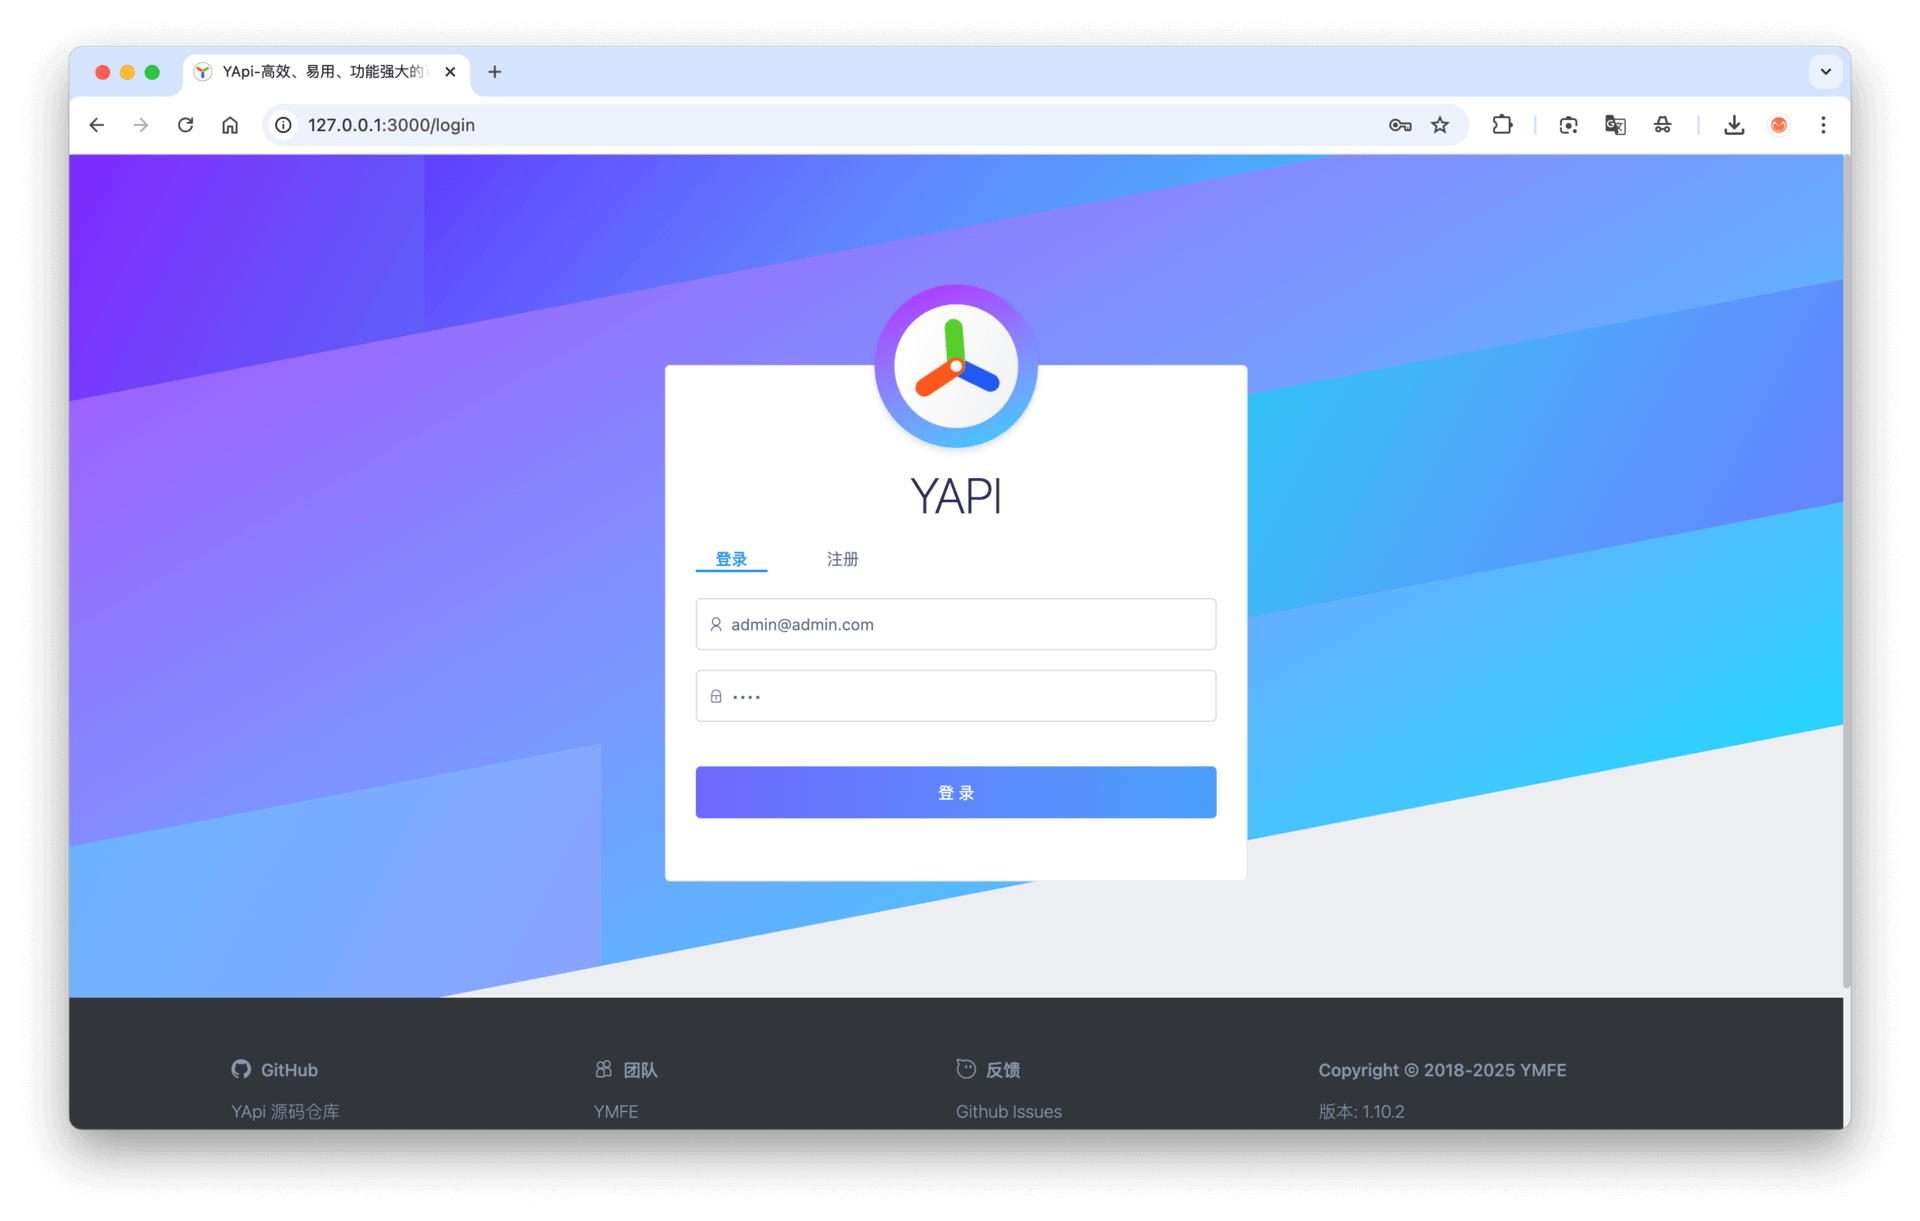 YApi-高效、易用、功能强大的
127.0.0.1:3000/login
YAPI
登录
注册
admin@admin.com
••••
登 录
GitHub
团队
反馈
Copyright © 2018-2025 YMFE
YApi 源码仓库
YMFE
Github Issues
版本: 1.10.2